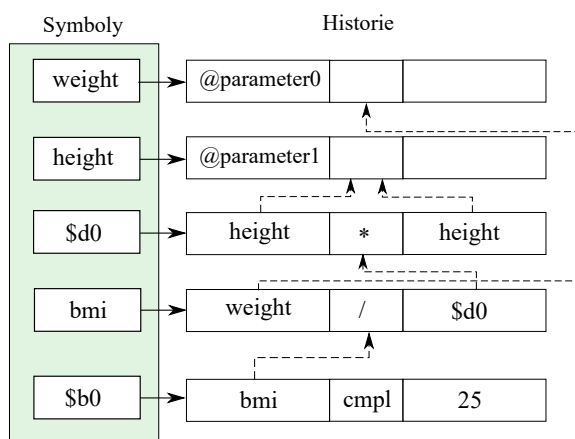 Symboly Historie
weight @parameter0
height @parameter1
$d0 height * height
bmi weight / $d0
$b0 bmi cmpl 25